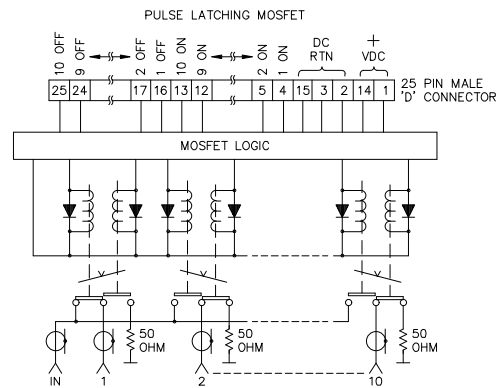 PULSE LATCHING MOSFET
10 OFF
9 OFF
2 OFF
1 OFF
10 ON
9 ON
2 ON
1 ON
DC
RTN
+
VDC
25 24 17 16 13 12 5 4 15 3 2 14 1
25 PIN MALE
'D' CONNECTOR
MOSFET LOGIC
50
OHM
50
OHM
50
OHM
IN 1 2 10